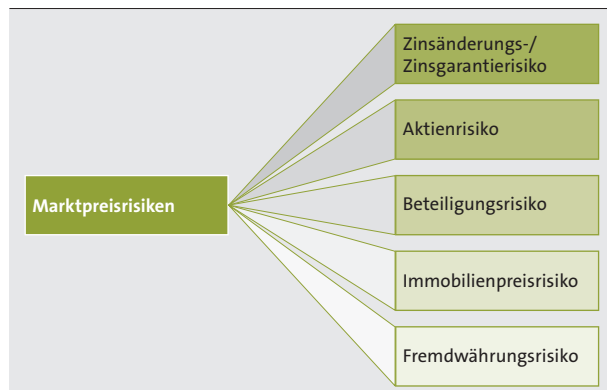 Zinsänderungs-/
Zinsgarantierisiko
Aktienrisiko
Marktpreisrisiken
Beteiligungsrisiko
Immobilienpreisrisiko
Fremdwährungsrisiko